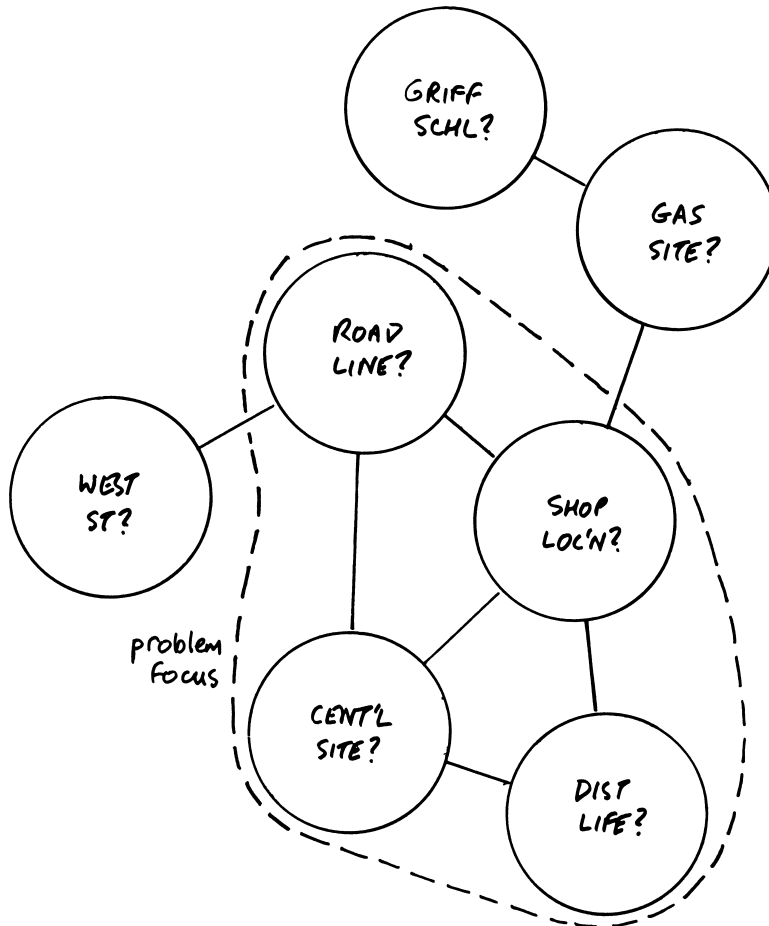 GRIFF
SCHL?
GAS
SITE?
ROAD
LINE?
WEST
ST?
SHOP
LOC'N?
problem
focus
CENT'L
SITE?
DIST
LIFE?